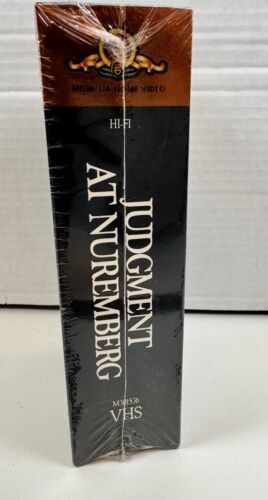 MGM/UA HOME VIDEO
HI-FI
JUDGMENT
AT NUREMBERG
VHS